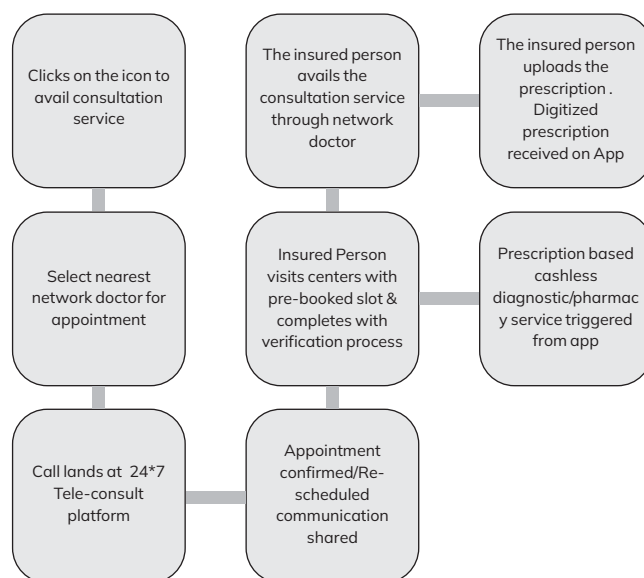 Clicks on the icon to
avail consultation
service
Select nearest
network doctor for
appointment
Call lands at 24*7
Tele-consult
platform
Appointment
confirmed/Re-
scheduled
communication
shared
Insured Person
visits centers with
pre-booked slot &
completes with
verification process
The insured person
avails the
consultation service
through network
doctor
The insured person
uploads the
prescription .
Digitized
prescription
received on App
Prescription based
cashless
diagnostic/pharmac
y service triggered
from app